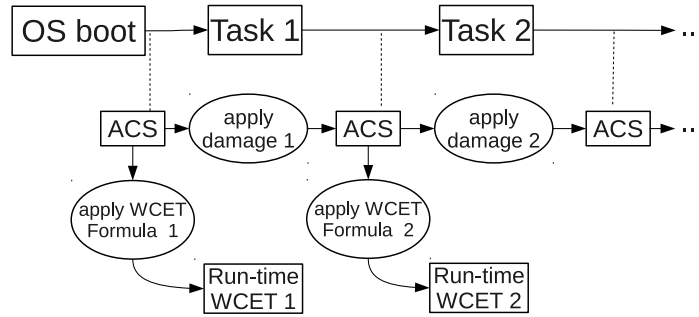 OS boot
Task 1
Task 2
..
ACS
apply
damage 1
ACS
apply
damage 2
ACS
..
apply WCET
Formula 1
apply WCET
Formula 2
Run-time
WCET 1
Run-time
WCET 2